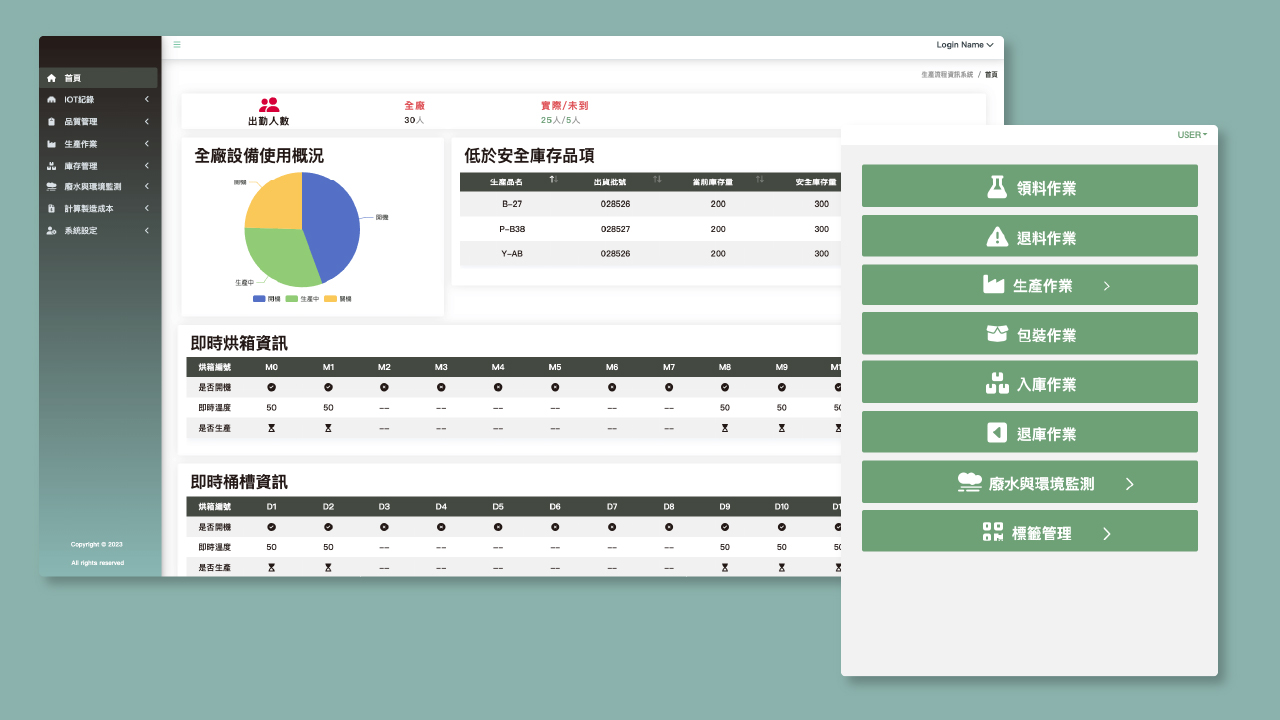 Login Name
生產流程資訊系統 / 首頁
首頁
IOT紀錄
品質管理
生產作業
庫存管理
廢水與環境監測
計算製造成本
系統設定
Copyright © 2023
All rights reserved
出勤人數
全廠
30人
實際/未到
25人/5人
全廠設備使用概況
關機
開機
生產中
開機 生產中 關機
低於安全庫存品項
生產品名 出貨批號 當前庫存量 安全庫存量
B-27 028526 200 300
P-B38 028527 200 300
Y-AB 028526 200 300
即時烘箱資訊
烘箱編號 M0 M1 M2 M3 M4 M5 M6 M7 M8 M9
是否開機
即時溫度 50 50 -- -- -- -- -- -- 50 50
是否生產 -- -- -- -- -- --
即時桶槽資訊
烘箱編號 D1 D2 D3 D4 D5 D6 D7 D8 D9 D10
是否開機
即時溫度 50 50 -- -- -- -- -- -- 50 50
是否生產 -- -- -- -- -- --
USER
領料作業
退料作業
生產作業
包裝作業
入庫作業
退庫作業
廢水與環境監測
標籤管理